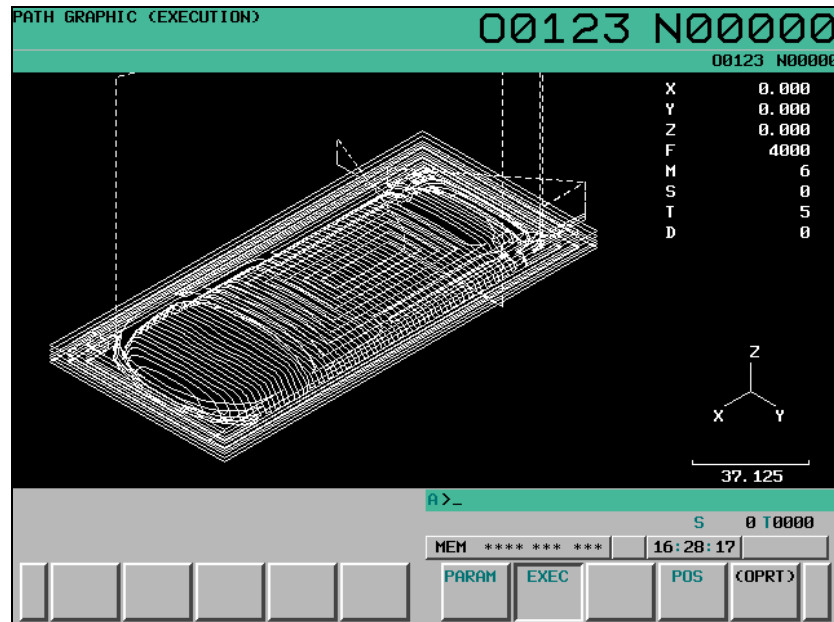 PATH GRAPHIC (EXECUTION)
O0123 N00000
O0123 N00000
X 0.000
Y 0.000
Z 0.000
F 4000
M 6
S 0
T 5
D 0
Z
X Y
37.125
A>_
S 0 T0000
MEM **** *** *** 16:28:17
PARAM EXEC POS (OPRT)